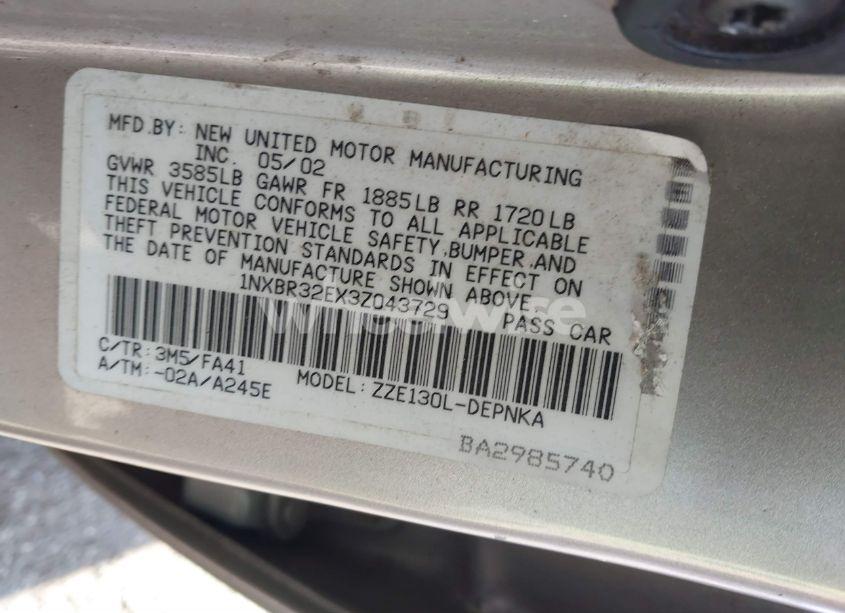 MFD.BY: NEW UNITED MOTOR MANUFACTURING
INC. 05/02
GVWR 3585LB GAWR FR 1885LB RR 1720LB
THIS VEHICLE CONFORMS TO ALL APPLICABLE
FEDERAL MOTOR VEHICLE SAFETY,BUMPER,AND
THEFT PREVENTION STANDARDS IN EFFECT ON
THE DATE OF MANUFACTURE SHOWN ABOVE.
1NXBR32EX3Z043729 PASS CAR
C/TR: 3M5/FA41
A/TM: -02A/A245E MODEL: ZZE130L-DEPNKA
BA2985740